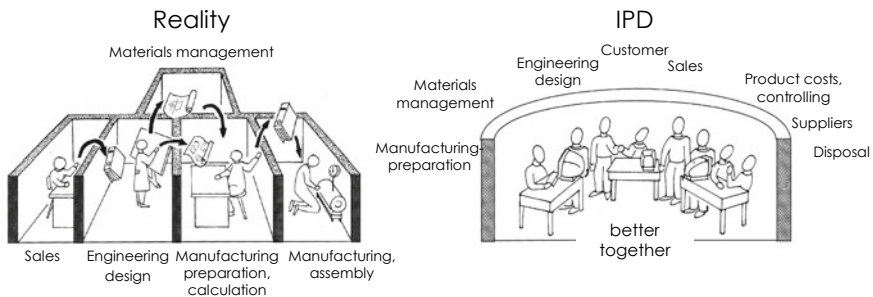 Reality
Materials management
Sales
Engineering
design
Manufacturing
preparation,
calculation
Manufacturing,
assembly
IPD
Customer
Engineering
design
Sales
Materials
management
Product costs,
controlling
Suppliers
Manufacturing-
preparation
Disposal
better
together